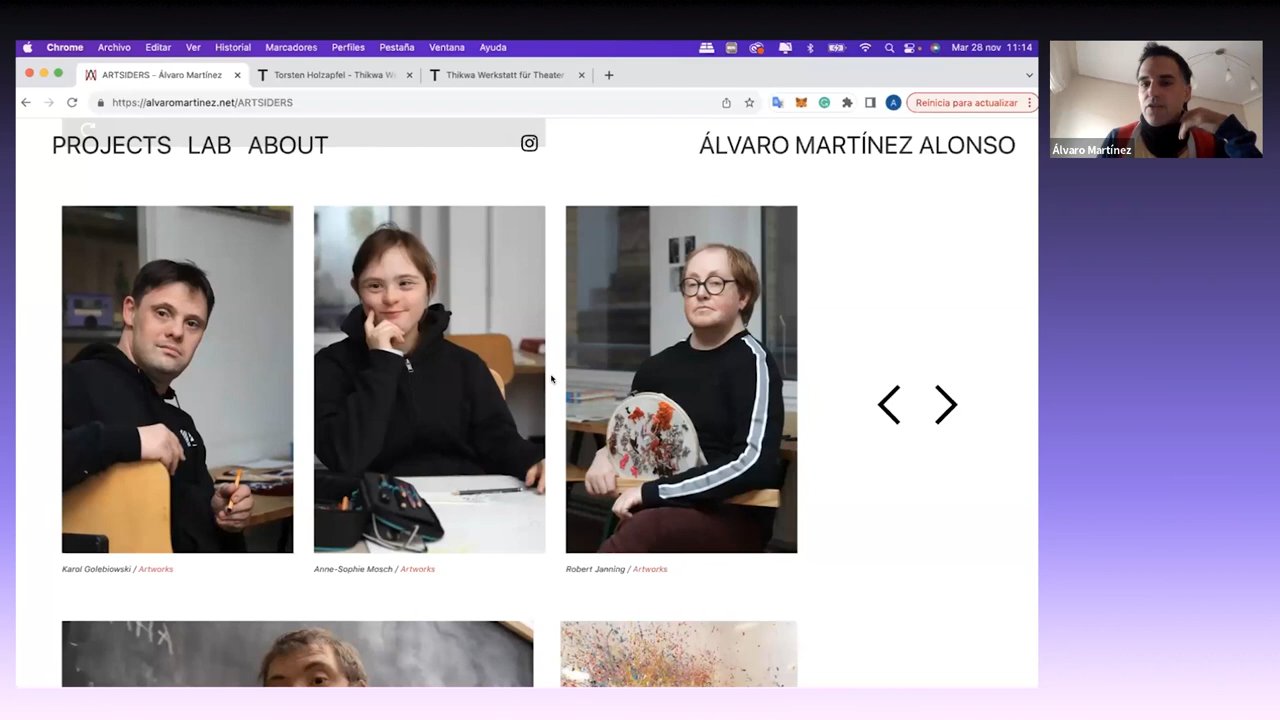 Chrome Archivo Editar Ver Historial Marcadores Perfiles Pestaña Ventana Ayuda Mar 28 nov 11:14
ARTSIDERS - Álvaro Martínez
Torsten Holzapfel - Thikwa W
Thikwa Werkstatt für Theater
https://alvaromartinez.net/ARTSIDERS
A
Reinicia para actualizar
PROJECTS LAB ABOUT
ÁLVARO MARTÍNEZ ALONSO
Álvaro Martínez
Karol Golębiowski / Artworks
Anne-Sophie Mosch / Artworks
Robert Janning / Artworks